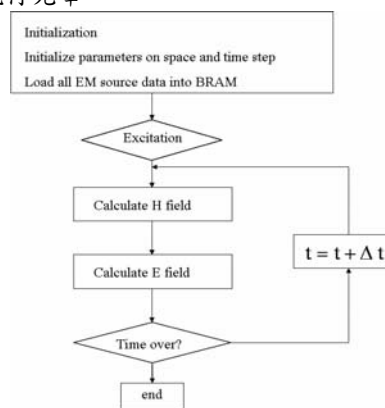 Initialization
Initialize parameters on space and time step
Load all EM source data into BRAM
Excitation
Calculate H field
Calculate E field
t = t + Δ t
Time over?
end